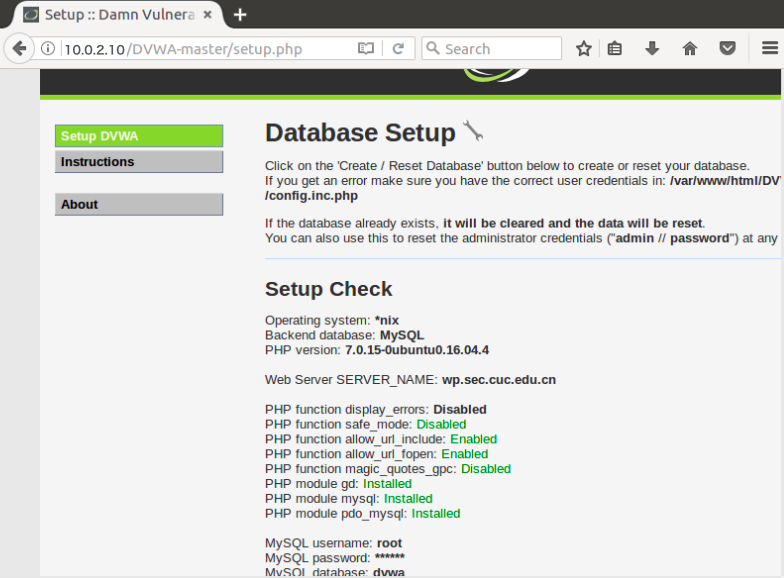 Setup :: Damn Vulnera
10.0.2.10/DVWA-master/setup.php
Search
Setup DVWA
Instructions
About
Database Setup
Click on the 'Create / Reset Database' button below to create or reset your database.
If you get an error make sure you have the correct user credentials in: /var/www/html/DV
/config.inc.php
If the database already exists, it will be cleared and the data will be reset.
You can also use this to reset the administrator credentials ("admin // password") at any
Setup Check
Operating system: *nix
Backend database: MySQL
PHP version: 7.0.15-0ubuntu0.16.04.4
Web Server SERVER_NAME: wp.sec.cuc.edu.cn
PHP function display_errors: Disabled
PHP function safe_mode: Disabled
PHP function allow_url_include: Enabled
PHP function allow_url_fopen: Enabled
PHP function magic_quotes_gpc: Disabled
PHP module gd: Installed
PHP module mysql: Installed
PHP module pdo_mysql: Installed
MySQL username: root
MySQL password: ******
MySQL database: dvwa